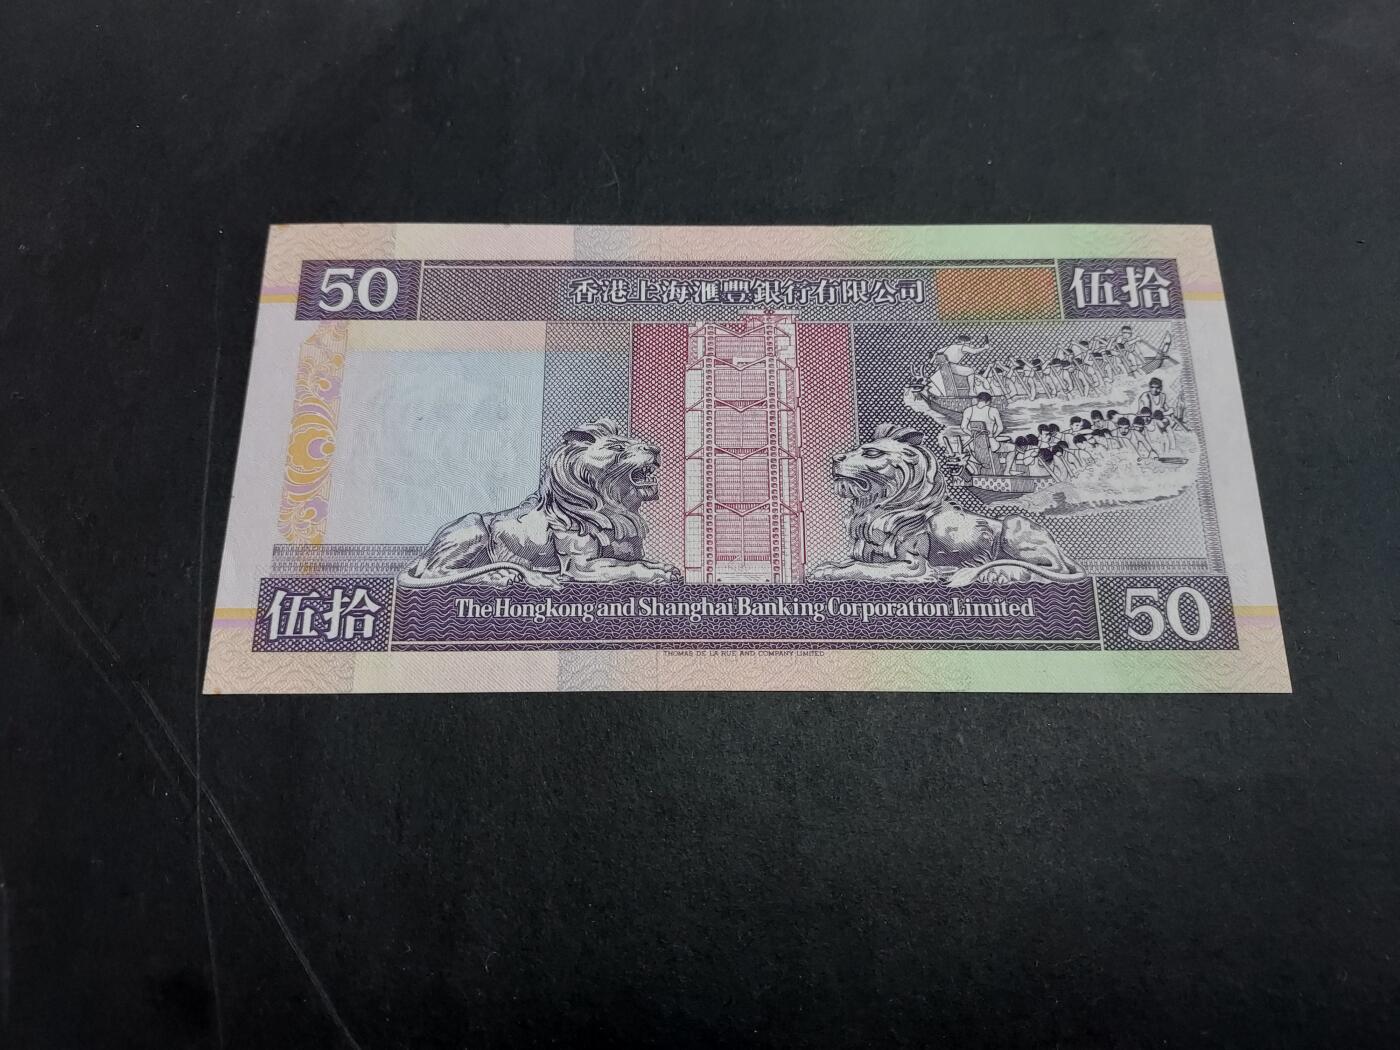 50 香港上海滙豐銀行有限公司 伍拾
伍拾 The Hongkong and Shanghai Banking Corporation Limited 50
THOMAS DE LA RUE AND COMPANY LIMITED